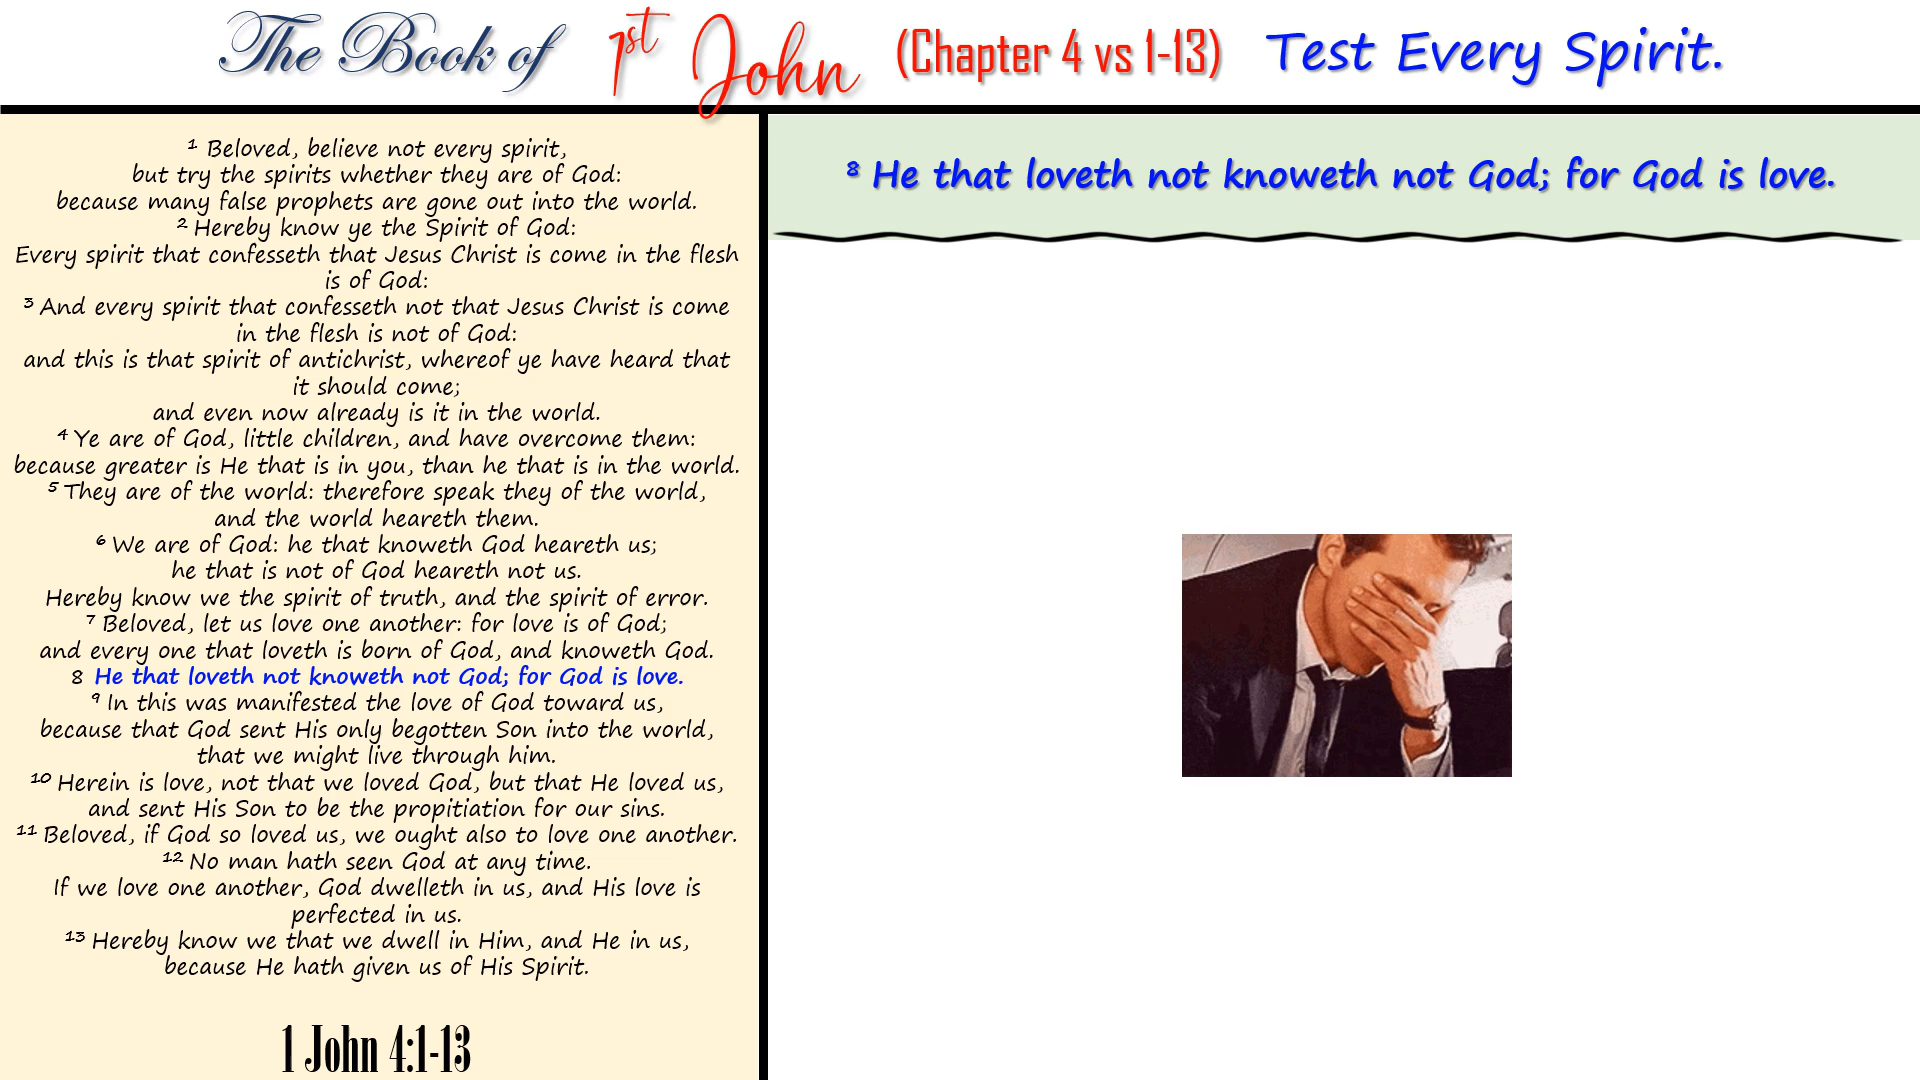 The Book of 1st John (Chapter 4 vs 1-13) Test Every Spirit.
1 Beloved, believe not every spirit,
but try the spirits whether they are of God:
because many false prophets are gone out into the world.
2 Hereby know ye the Spirit of God:
Every spirit that confesseth that Jesus Christ is come in the flesh
is of God:
3 And every spirit that confesseth not that Jesus Christ is come
in the flesh is not of God:
and this is that spirit of antichrist, whereof ye have heard that
it should come;
and even now already is it in the world.
4 Ye are of God, little children, and have overcome them:
because greater is He that is in you, than he that is in the world.
5 They are of the world: therefore speak they of the world,
and the world heareth them.
6 We are of God: he that knoweth God heareth us;
he that is not of God heareth not us.
Hereby know we the spirit of truth, and the spirit of error.
7 Beloved, let us love one another: for love is of God;
and every one that loveth is born of God, and knoweth God.
8 He that loveth not knoweth not God; for God is love.
9 In this was manifested the love of God toward us,
because that God sent His only begotten Son into the world,
that we might live through him.
10 Herein is love, not that we loved God, but that He loved us,
and sent His Son to be the propitiation for our sins.
11 Beloved, if God so loved us, we ought also to love one another.
12 No man hath seen God at any time.
If we love one another, God dwelleth in us, and His love is
perfected in us.
13 Hereby know we that we dwell in Him, and He in us,
because He hath given us of His Spirit.
1 John 4:1-13
8 He that loveth not knoweth not God; for God is love.